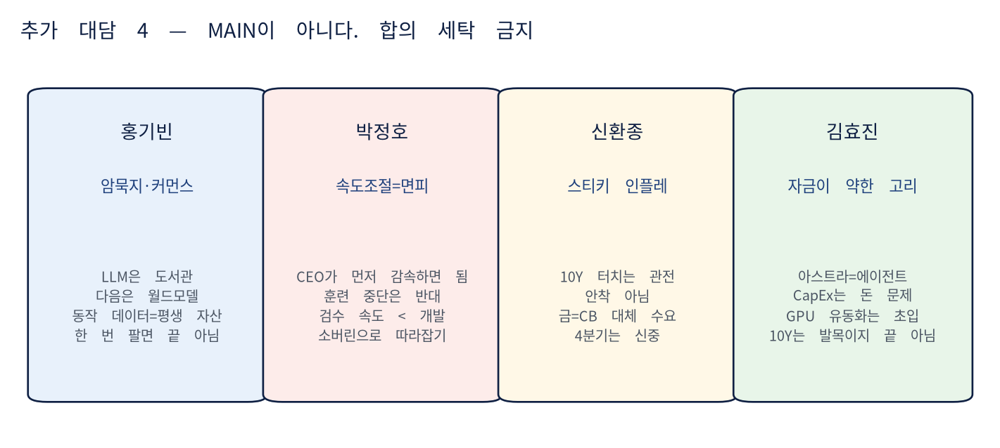 추가 대담 4 — MAIN이 아니다. 합의 세탁 금지
홍기빈
암묵지·커먼스
LLM은 도서관
다음은 월드모델
동작 데이터=평생 자산
한 번 팔면 끝 아님
박정호
속도조절=면피
CEO가 먼저 감속하면 됨
훈련 중단은 반대
검수 속도 < 개발
소버린으로 따라잡기
신환종
스티키 인플레
10Y 터치는 관전
안착 아님
금=CB 대체 수요
4분기는 신중
김효진
자금이 약한 고리
아스트라=에이전트
CapEx는 돈 문제
GPU 유동화는 초입
10Y는 발목이지 끝 아님